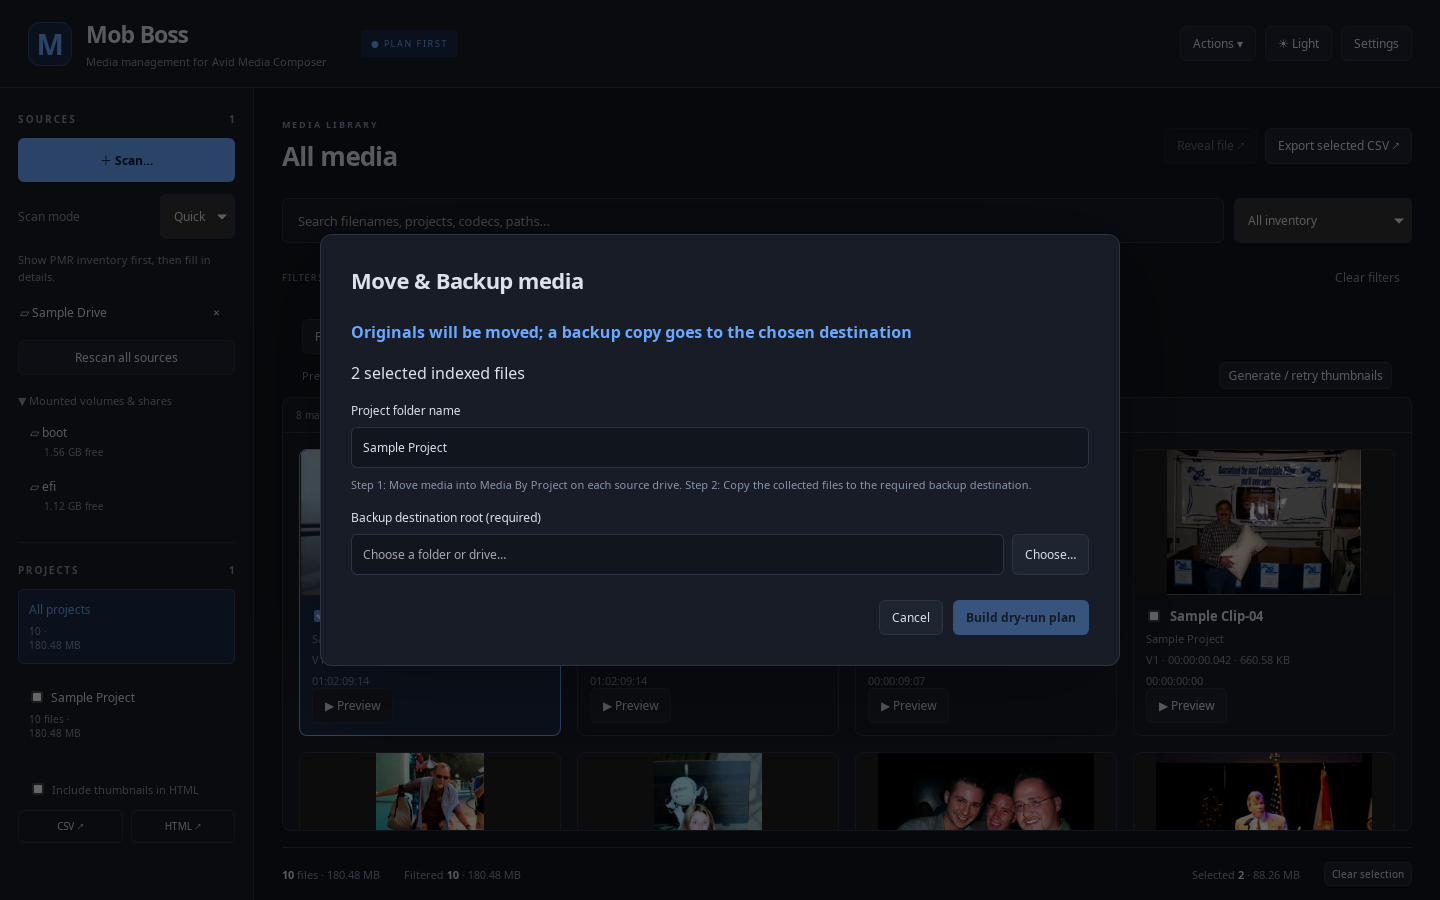 M
Mob Boss
Media management for Avid Media Composer
● PLAN FIRST
Actions ▾
☀ Light
Settings
SOURCES 1
+ Scan...
Scan mode
Quick
Show PMR inventory first, then fill in
details.
Sample Drive ×
Rescan all sources
▼ Mounted volumes & shares
boot
1.56 GB free
efi
1.12 GB free
PROJECTS 1
All projects
10 ·
180.48 MB
Sample Project
10 files ·
180.48 MB
Include thumbnails in HTML
CSV ↗
HTML ↗
MEDIA LIBRARY
All media
Reveal file ↗
Export selected CSV ↗
Search filenames, projects, codecs, paths...
All inventory
FILTERS
Clear filters
Generate / retry thumbnails
Move & Backup media
Originals will be moved; a backup copy goes to the chosen destination
2 selected indexed files
Project folder name
Sample Project
Step 1: Move media into Media By Project on each source drive. Step 2: Copy the collected files to the required backup destination.
Backup destination root (required)
Choose a folder or drive...
Choose...
Cancel
Build dry-run plan
01:02:09:14
▶ Preview
01:02:09:14
▶ Preview
00:00:09:07
▶ Preview
Sample Clip-04
Sample Project
V1 · 00:00:00.042 · 660.58 KB
00:00:00:00
▶ Preview
10 files · 180.48 MB
Filtered 10 · 180.48 MB
Selected 2 · 88.26 MB
Clear selection